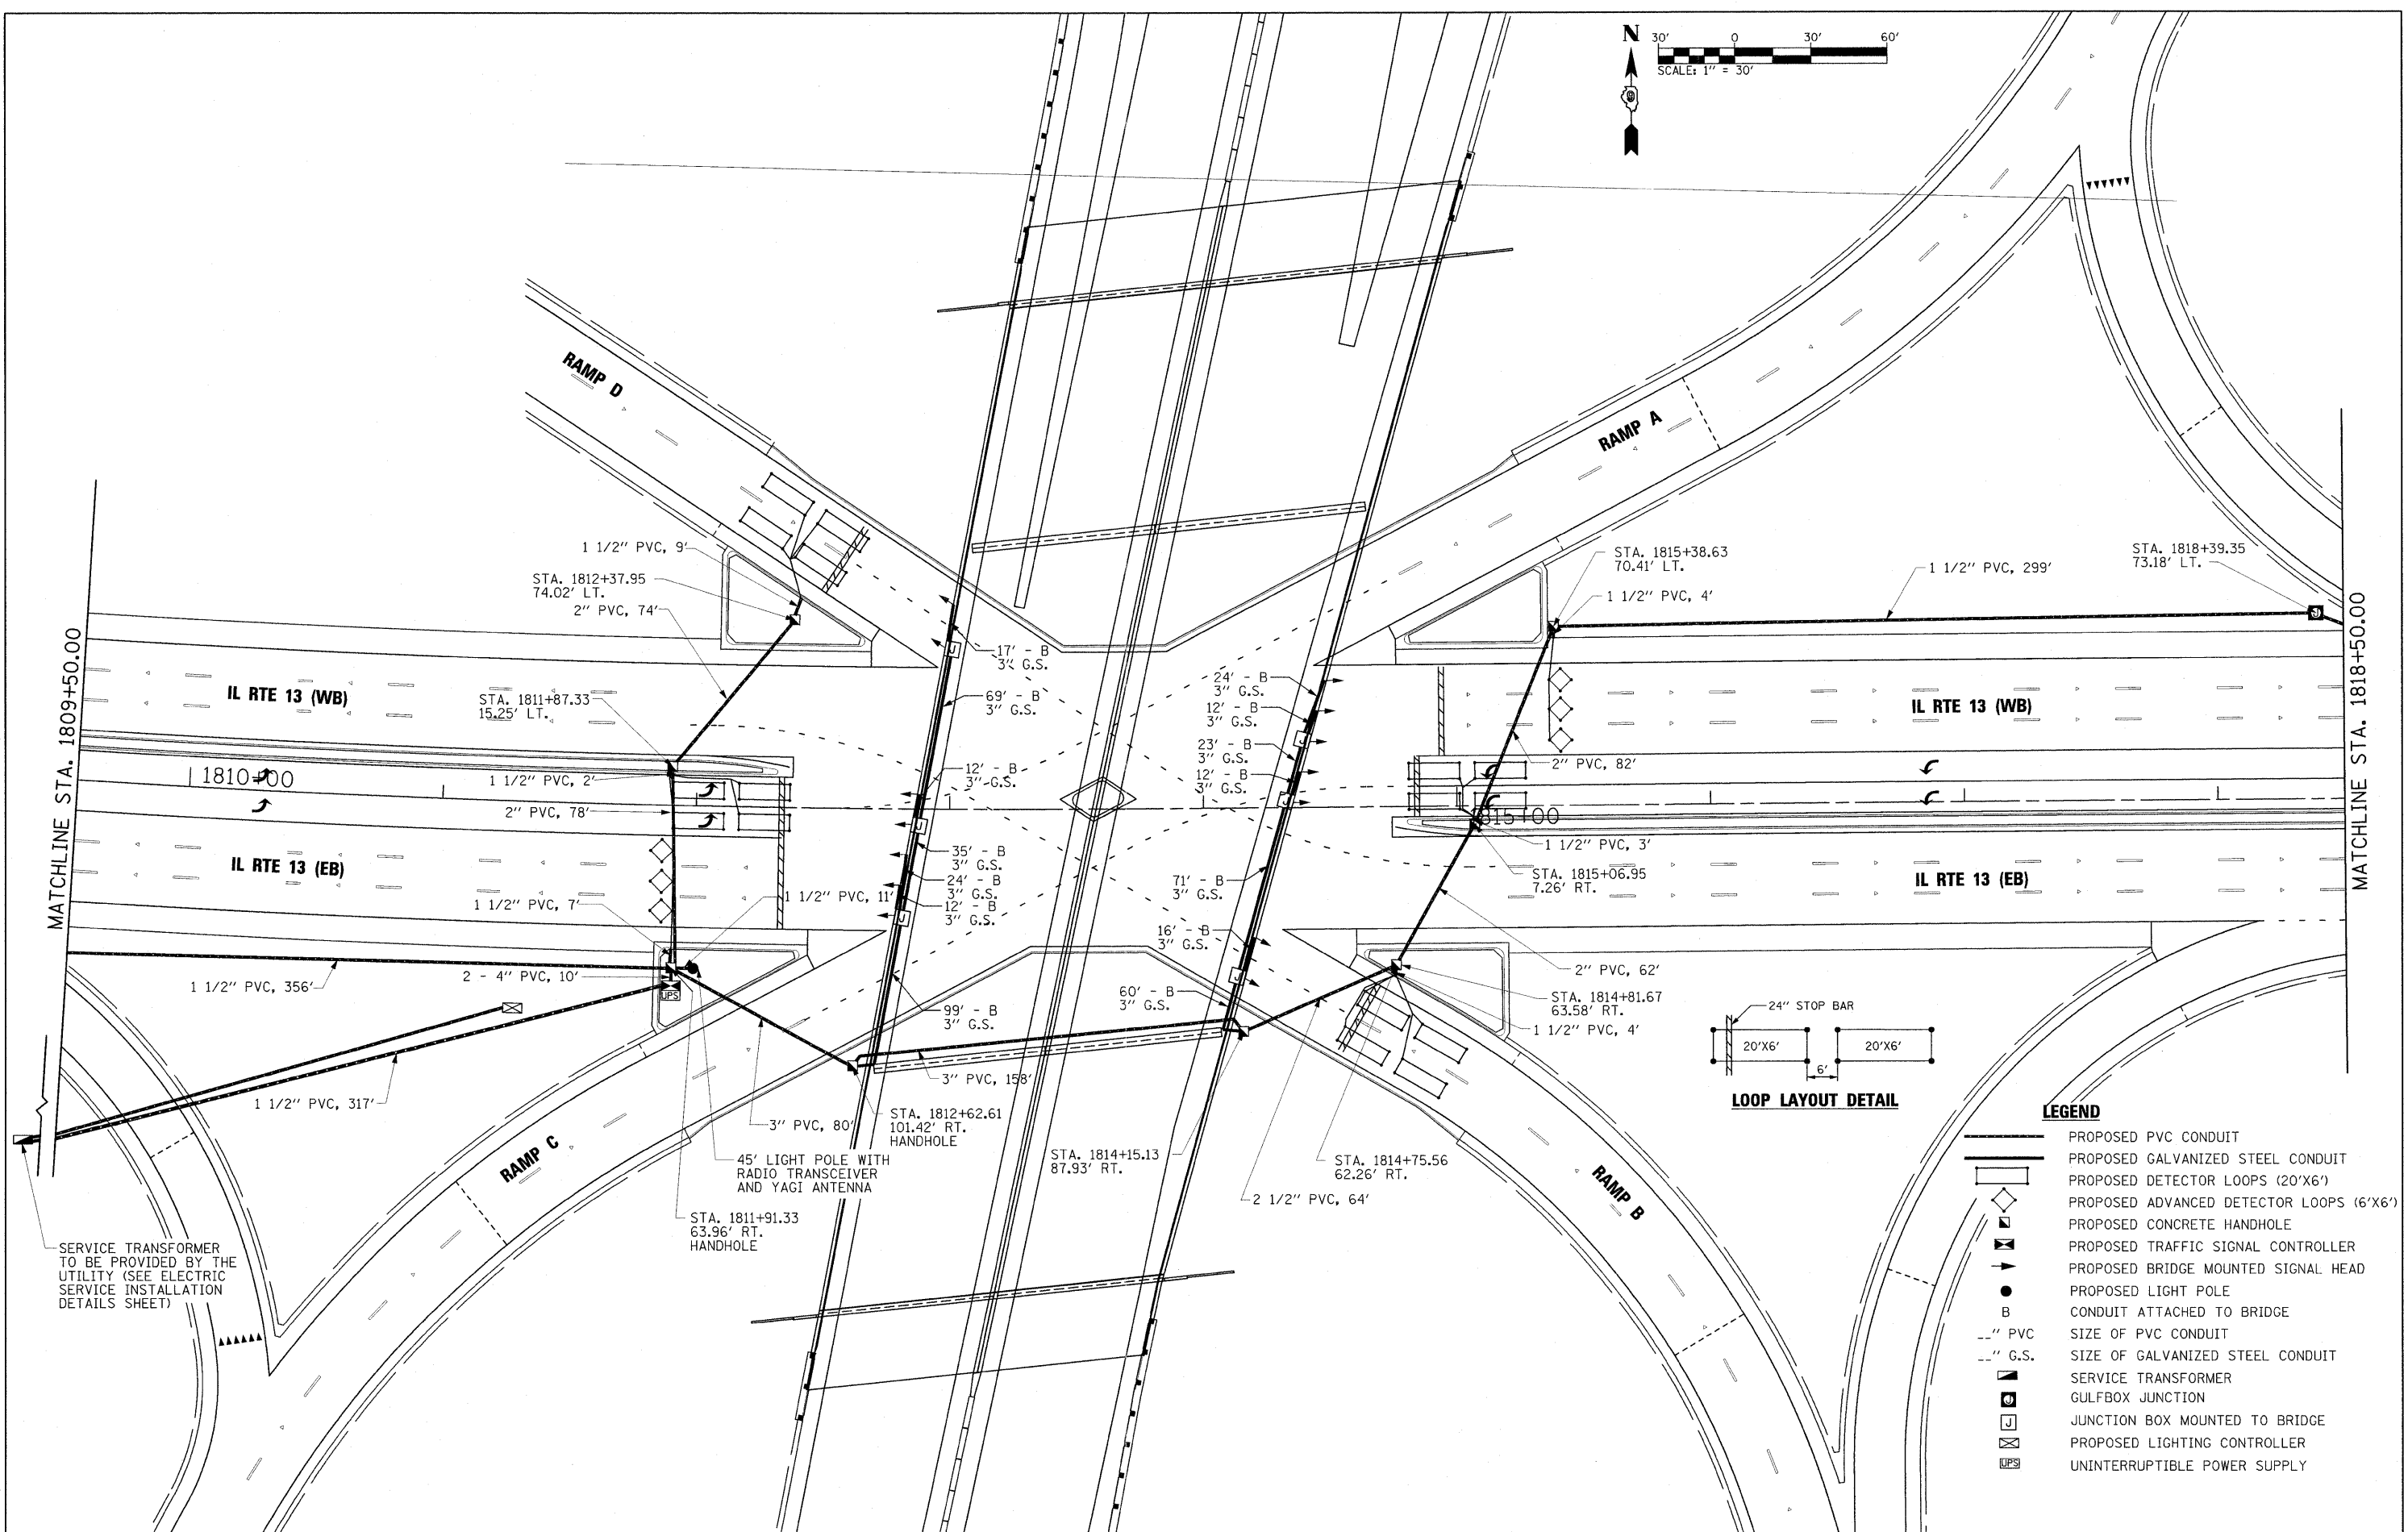 N
30' 0 30' 60'
SCALE: 1" = 30'
RAMP D
RAMP A
1 1/2" PVC, 9'
STA. 1812+37.95
74.02' LT.
2" PVC, 74'
STA. 1815+38.63
70.41' LT.
1 1/2" PVC, 4'
1 1/2" PVC, 299'
STA. 1818+39.35
73.18' LT.
J
MATCHLINE STA. 1809+50.00
MATCHLINE STA. 1818+50.00
IL RTE 13 (WB)
STA. 1811+87.33
15.25' LT.
J
17' - B
3" G.S.
69' - B
3" G.S.
24' - B
3" G.S.
12' - B
3" G.S.
J
23' - B
3" G.S.
12' - B
3" G.S.
J
IL RTE 13 (WB)
2" PVC, 82'
1810+00
1 1/2" PVC, 2'
2" PVC, 78'
12' - B
3" G.S.
J
1815+00
1 1/2" PVC, 3'
STA. 1815+06.95
7.26' RT.
IL RTE 13 (EB)
35' - B
3" G.S.
24' - B
3" G.S.
12' - B
3" G.S.
J
71' - B
3" G.S.
16' - B
3" G.S.
J
IL RTE 13 (EB)
1 1/2" PVC, 7'
1 1/2" PVC, 11'
2 - 4" PVC, 10'
UPS
1 1/2" PVC, 356'
99' - B
3" G.S.
60' - B
3" G.S.
2" PVC, 62'
STA. 1814+81.67
63.58' RT.
1 1/2" PVC, 4'
24" STOP BAR
20'X6'
20'X6'
6'
LOOP LAYOUT DETAIL
1 1/2" PVC, 317'
3" PVC, 158'
3" PVC, 80'
STA. 1812+62.61
101.42' RT.
HANDHOLE
45' LIGHT POLE WITH
RADIO TRANSCEIVER
AND YAGI ANTENNA
STA. 1814+15.13
87.93' RT.
STA. 1814+75.56
62.26' RT.
2 1/2" PVC, 64'
RAMP C
RAMP B
STA. 1811+91.33
63.96' RT.
HANDHOLE
SERVICE TRANSFORMER
TO BE PROVIDED BY THE
UTILITY (SEE ELECTRIC
SERVICE INSTALLATION
DETAILS SHEET)
LEGEND
PROPOSED PVC CONDUIT
PROPOSED GALVANIZED STEEL CONDUIT
PROPOSED DETECTOR LOOPS (20'X6')
PROPOSED ADVANCED DETECTOR LOOPS (6'X6')
PROPOSED CONCRETE HANDHOLE
PROPOSED TRAFFIC SIGNAL CONTROLLER
PROPOSED BRIDGE MOUNTED SIGNAL HEAD
PROPOSED LIGHT POLE
B CONDUIT ATTACHED TO BRIDGE
__" PVC SIZE OF PVC CONDUIT
__" G.S. SIZE OF GALVANIZED STEEL CONDUIT
SERVICE TRANSFORMER
J GULFBOX JUNCTION
J JUNCTION BOX MOUNTED TO BRIDGE
PROPOSED LIGHTING CONTROLLER
UPS UNINTERRUPTIBLE POWER SUPPLY